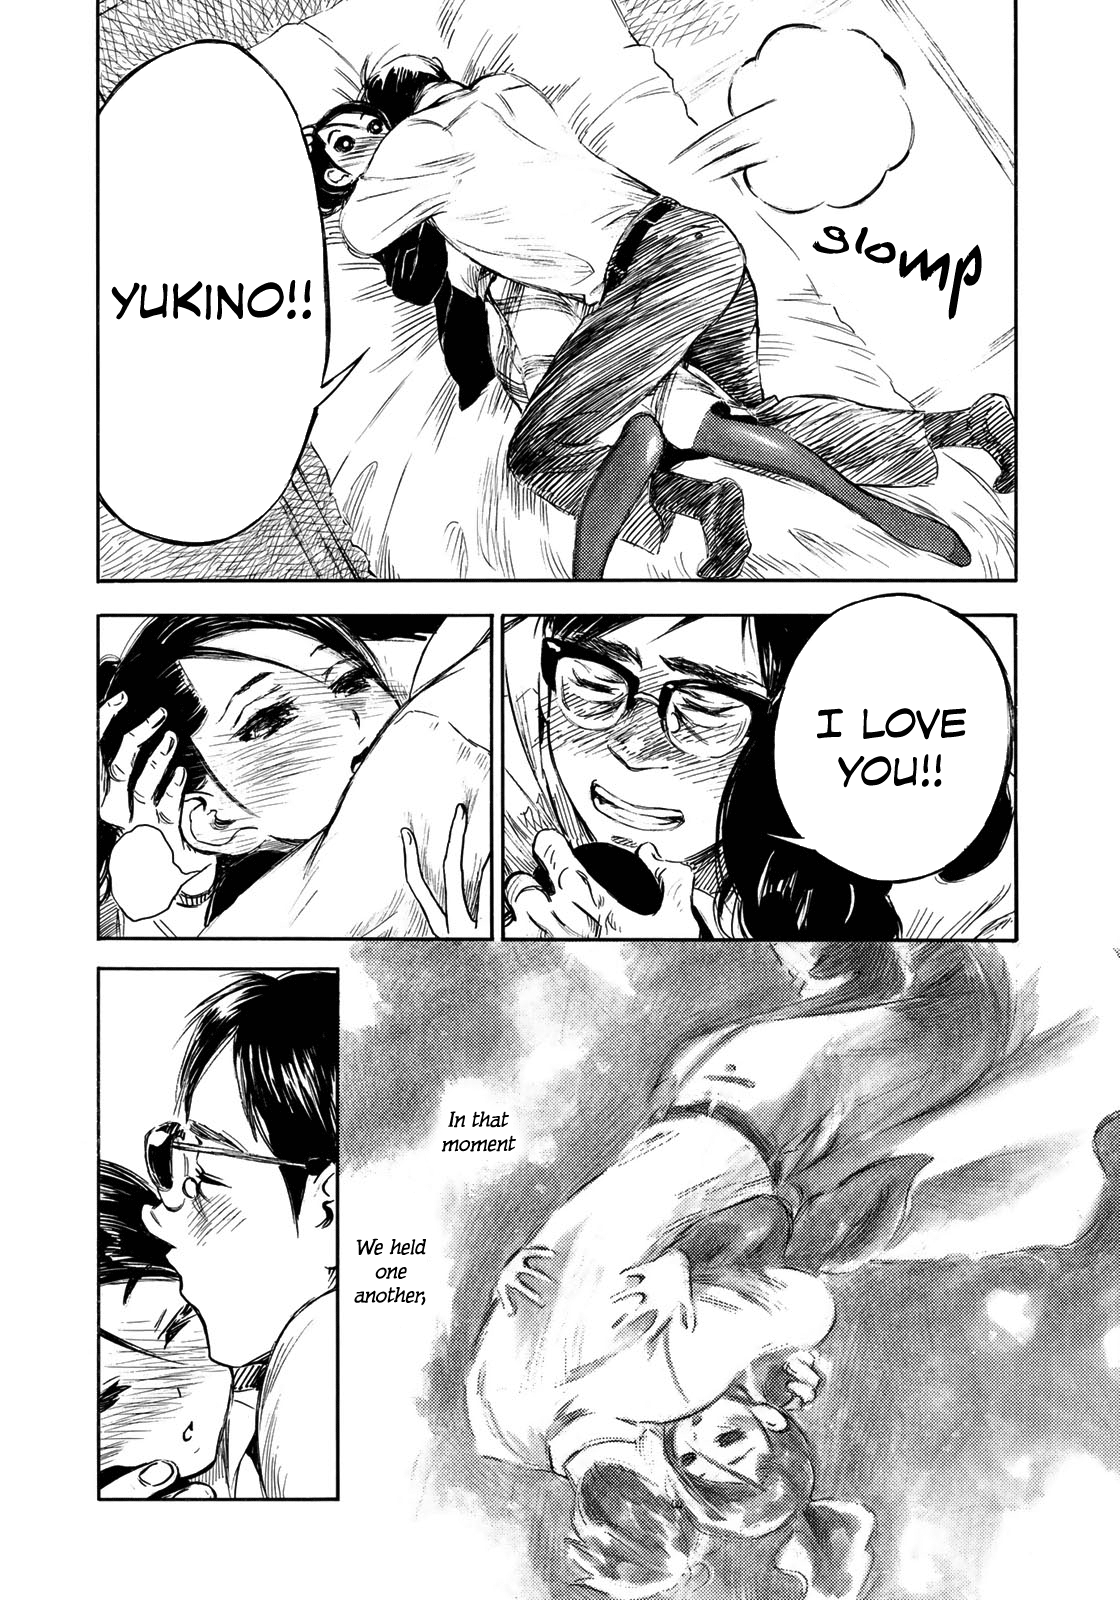 slomp
YUKINO!!
I LOVE
YOU!!
In that
moment
We held
one
another,